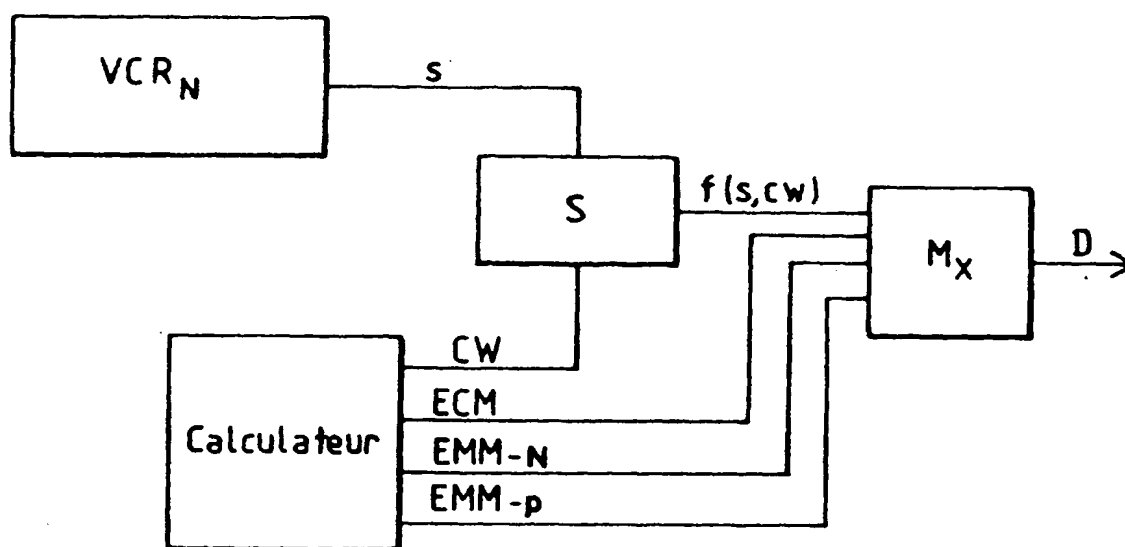 VCR_N
s
S
f(s,CW)
M_X
D
CW
ECM
Calculateur
EMM-N
EMM-p